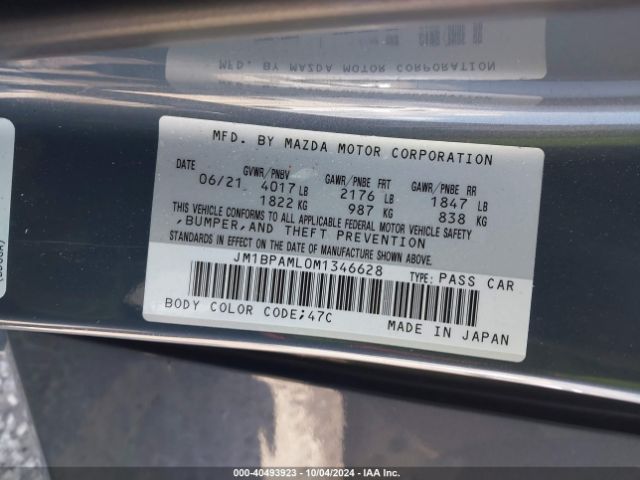 MFD. BY MAZDA MOTOR CORPORATION
MFD. BY MAZDA MOTOR CORPORATION
DATE GVWR/PNBV GAWR/PNBE FRT GAWR/PNBE RR
06/21 4017 LB 2176 LB 1847 LB
1822 KG 987 KG 838 KG
THIS VEHICLE CONFORMS TO ALL APPLICABLE FEDERAL MOTOR VEHICLE SAFETY
,BUMPER,AND THEFT PREVENTION
STANDARDS IN EFFECT ON THE DATE OF MANUFACTURE SHOWN ABOVE.
JM1BPAML0M1346628 TYPE: PASS CAR
BODY COLOR CODE;47C MADE IN JAPAN
000-40493923 - 10/04/2024 - IAA Inc.